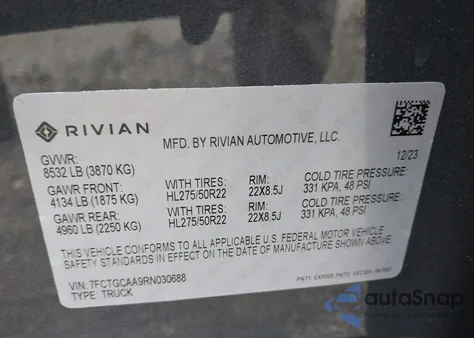 RIVIAN
MFD. BY RIVIAN AUTOMOTIVE, LLC.
GVWR:
8532 LB (3870 KG)
12/23
GAWR FRONT: WITH TIRES: RIM: COLD TIRE PRESSURE:
4134 LB (1875 KG) HL275/50R22 22X8.5J 331 KPA, 48 PSI
GAWR REAR: WITH TIRES: RIM: COLD TIRE PRESSURE:
4960 LB (2250 KG) HL275/50R22 22X8.5J 331 KPA, 48 PSI
THIS VEHICLE CONFORMS TO ALL APPLICABLE U.S. FEDERAL MOTOR VEHICLE
SAFETY AND THEFT PREVENTION STANDARDS IN EFFECT ON THE DATE OF
MANUFACTURE SHOWN ABOVE.
VIN: 7FCTGCAA9RN030688
TYPE: TRUCK
autoSnap